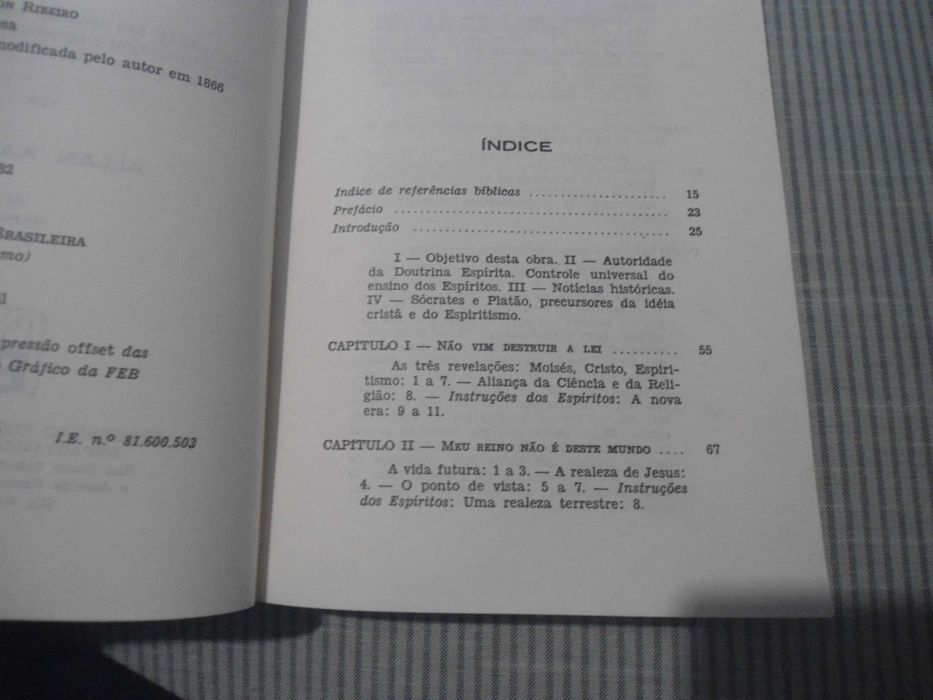 ON RIBEIRO
sa
modificada pelo autor em 1866
82
BRASILEIRA
mo)
pressão offset das
Gráfico da FEB
I.E. n.º 81.600.503
ÍNDICE
Índice de referências bíblicas ...................... 15
Prefácio ............................................ 23
Introdução ......................................... 25
I — Objetivo desta obra. II — Autoridade
da Doutrina Espírita. Controle universal do
ensino dos Espíritos. III — Notícias históricas.
IV — Sócrates e Platão, precursores da idéia
cristã e do Espiritismo.
CAPÍTULO I — NÃO VIM DESTRUIR A LEI .......... 55
As três revelações: Moisés, Cristo, Espiri-
tismo: 1 a 7. — Aliança da Ciência e da Reli-
gião: 8. — Instruções dos Espíritos: A nova
era: 9 a 11.
CAPÍTULO II — MEU REINO NÃO É DESTE MUNDO .... 67
A vida futura: 1 a 3. — A realeza de Jesus:
4. — O ponto de vista: 5 a 7. — Instruções
dos Espíritos: Uma realeza terrestre: 8.